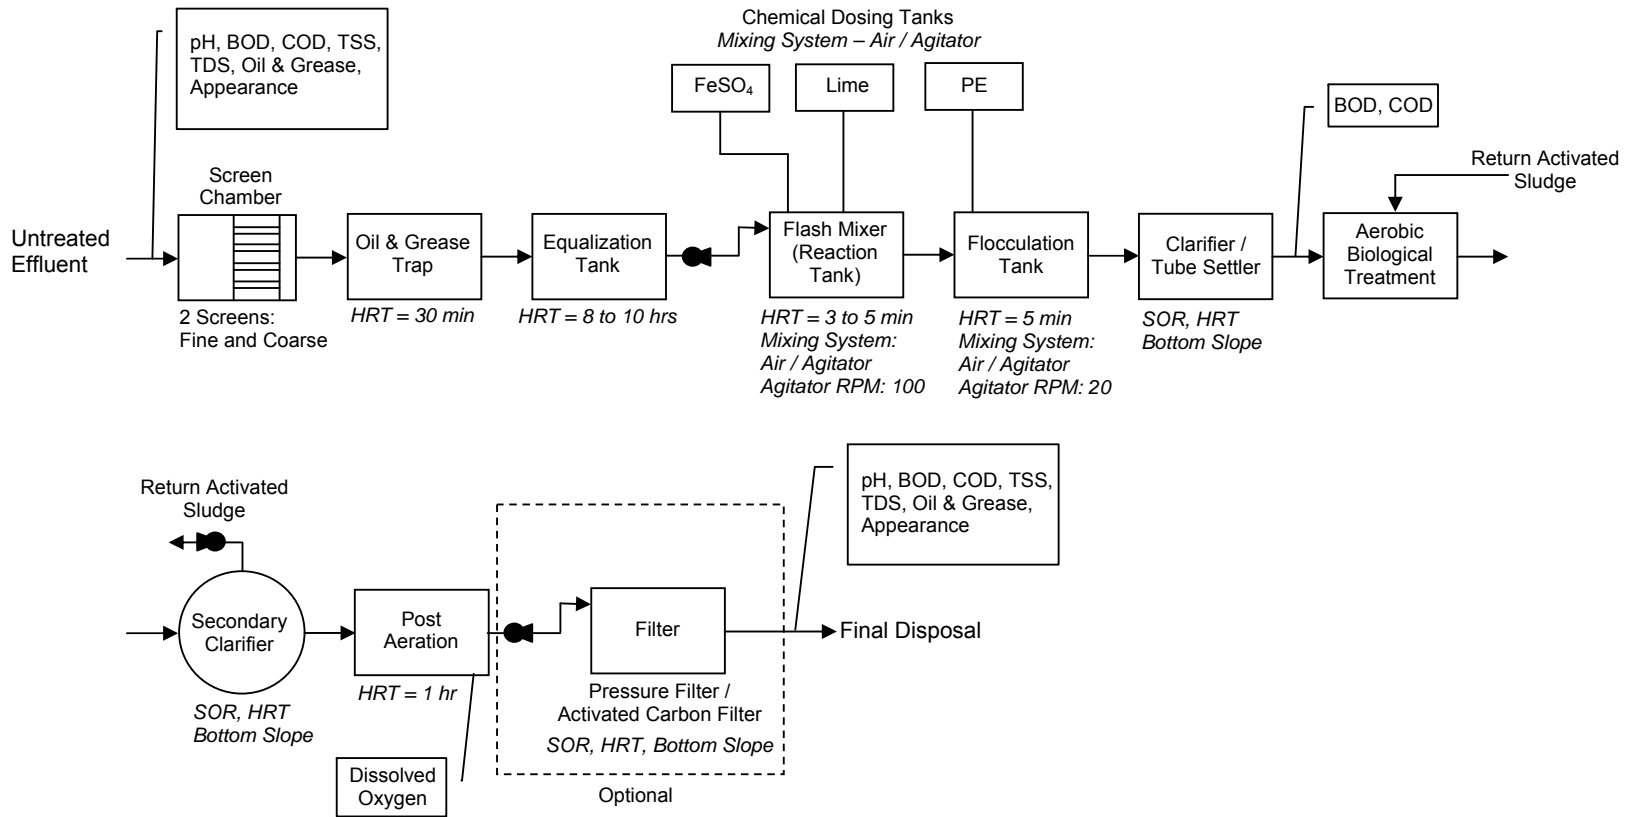 Chemical Dosing Tanks
Mixing System – Air / Agitator
pH, BOD, COD, TSS,
TDS, Oil & Grease,
Appearance
FeSO₄
Lime
PE
BOD, COD
Return Activated
Sludge
Screen
Chamber
Untreated
Effluent
Oil & Grease
Trap
Equalization
Tank
Flash Mixer
(Reaction
Tank)
Flocculation
Tank
Clarifier /
Tube Settler
Aerobic
Biological
Treatment
2 Screens:
Fine and Coarse
HRT = 30 min
HRT = 8 to 10 hrs
HRT = 3 to 5 min
Mixing System:
Air / Agitator
Agitator RPM: 100
HRT = 5 min
Mixing System:
Air / Agitator
Agitator RPM: 20
SOR, HRT
Bottom Slope
Return Activated
Sludge
pH, BOD, COD, TSS,
TDS, Oil & Grease,
Appearance
Secondary
Clarifier
Post
Aeration
Filter
Final Disposal
SOR, HRT
Bottom Slope
HRT = 1 hr
Pressure Filter /
Activated Carbon Filter
SOR, HRT, Bottom Slope
Dissolved
Oxygen
Optional